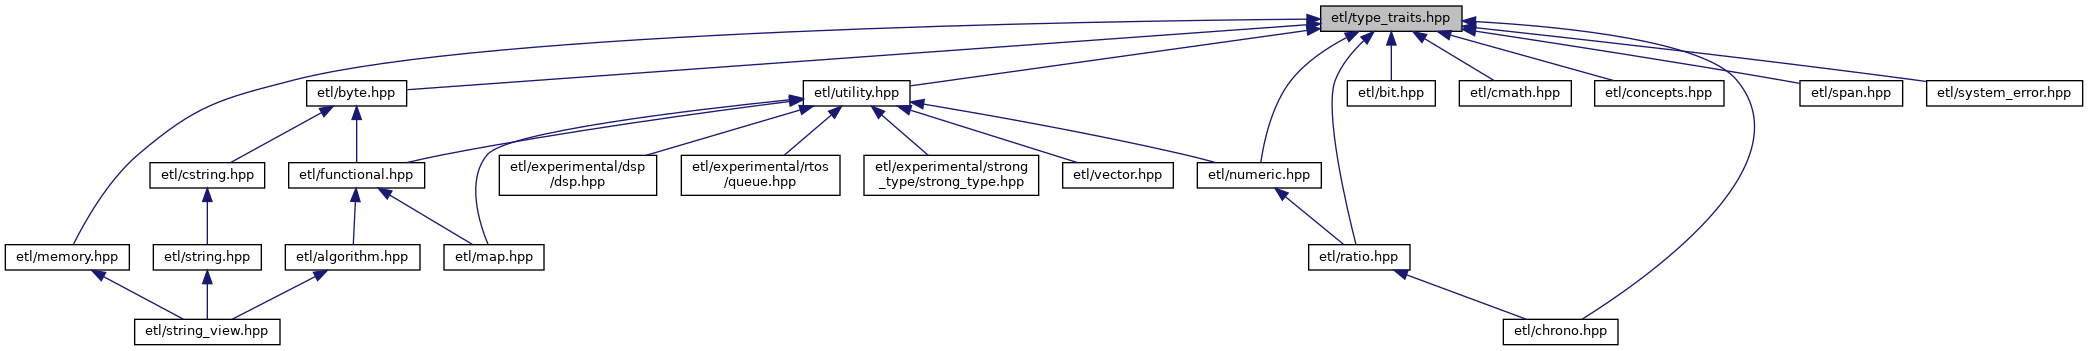 etl/type_traits.hpp
etl/byte.hpp
etl/utility.hpp
etl/bit.hpp
etl/cmath.hpp
etl/concepts.hpp
etl/span.hpp
etl/system_error.hpp
etl/cstring.hpp
etl/functional.hpp
etl/experimental/dsp
/dsp.hpp
etl/experimental/rtos
/queue.hpp
etl/experimental/strong
_type/strong_type.hpp
etl/vector.hpp
etl/numeric.hpp
etl/memory.hpp
etl/string.hpp
etl/algorithm.hpp
etl/map.hpp
etl/ratio.hpp
etl/string_view.hpp
etl/chrono.hpp